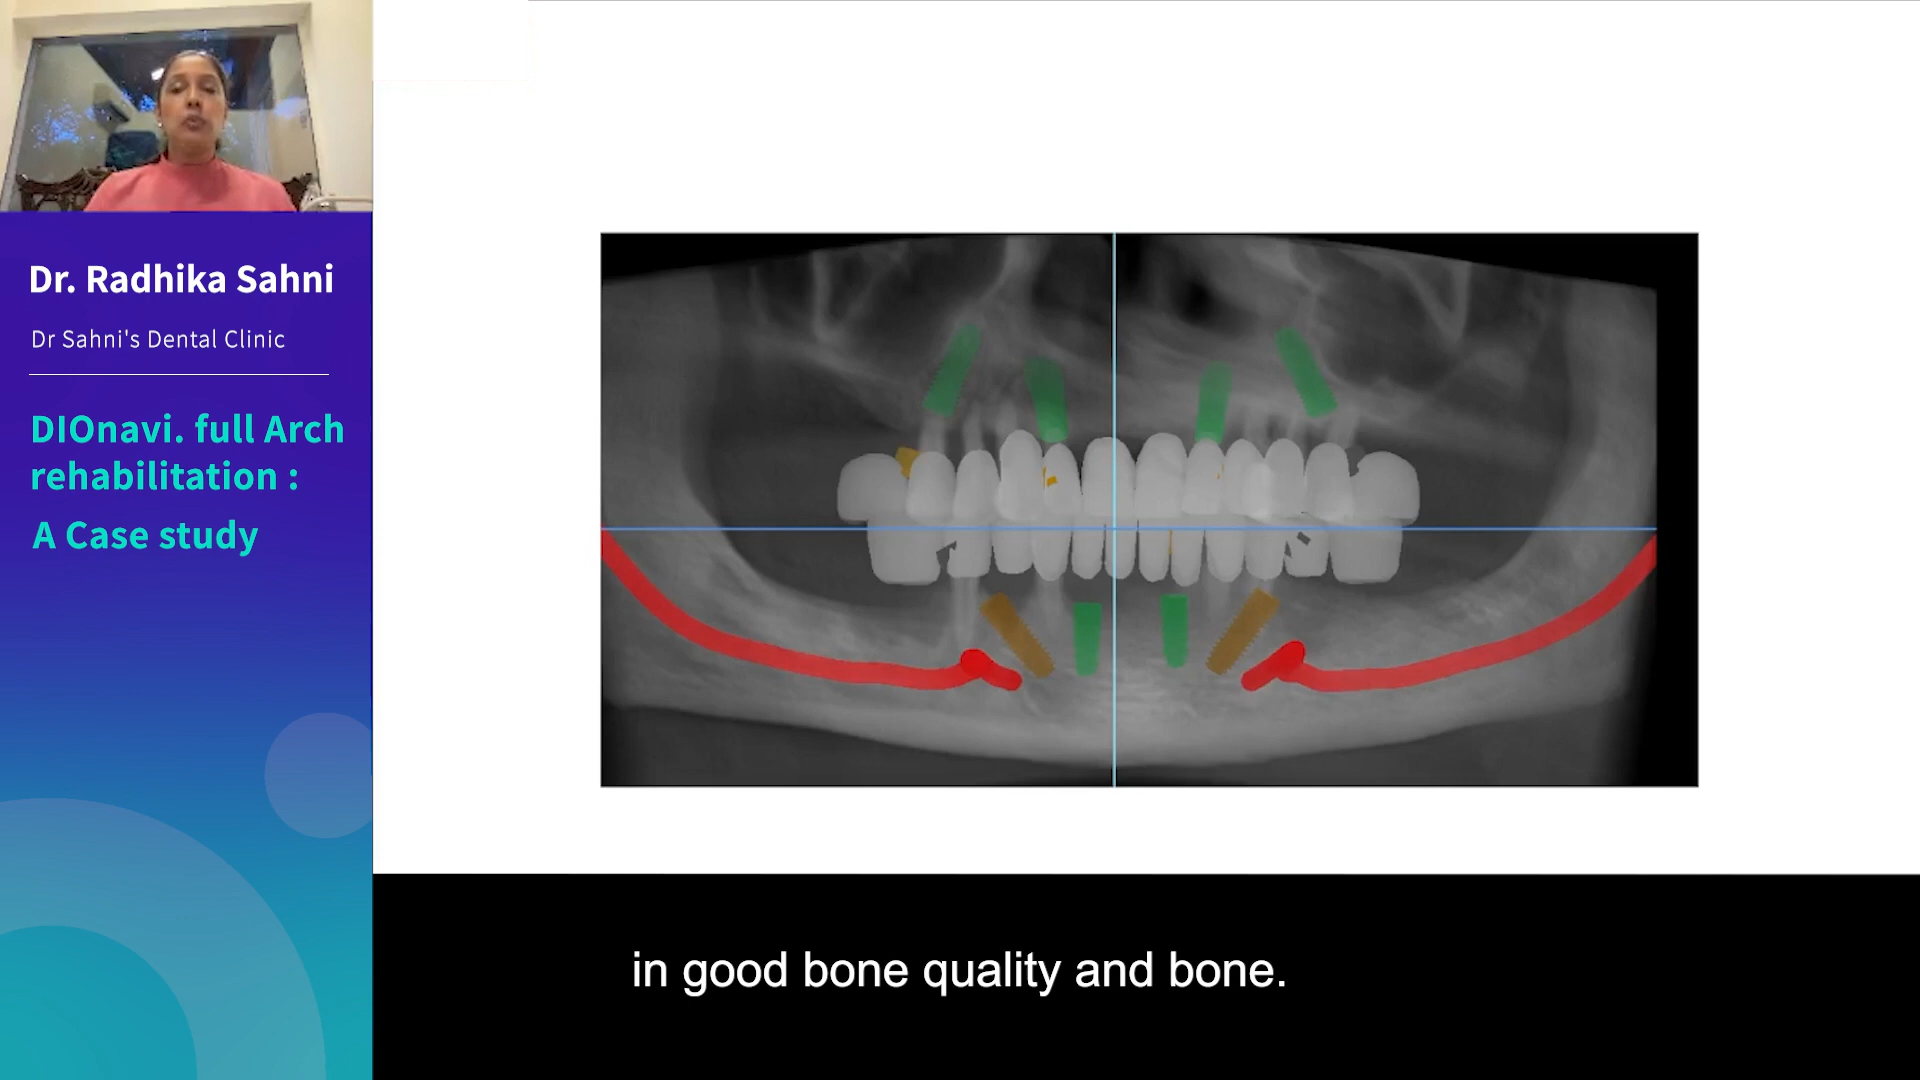 Dr. Radhika Sahni
Dr Sahni's Dental Clinic
DIOnavi. full Arch
rehabilitation :
A Case study
in good bone quality and bone.